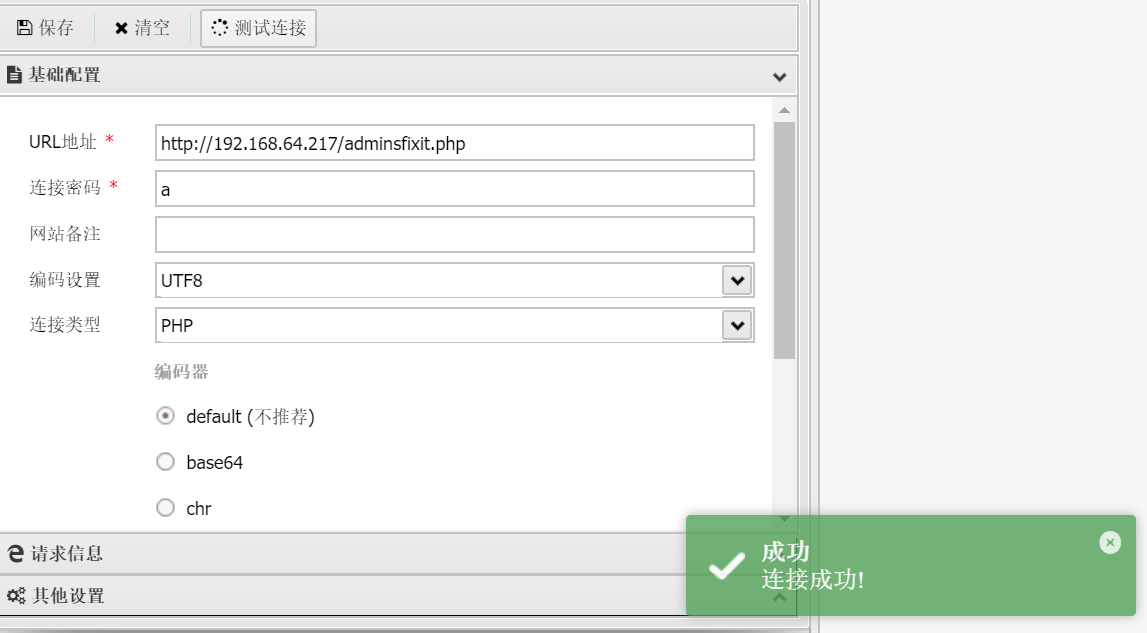 保存 清空 测试连接
基础配置
URL地址 * http://192.168.64.217/adminsfixit.php
连接密码 * a
网站备注
编码设置 UTF8
连接类型 PHP
编码器
default (不推荐)
base64
chr
请求信息
其他设置
成功
连接成功!